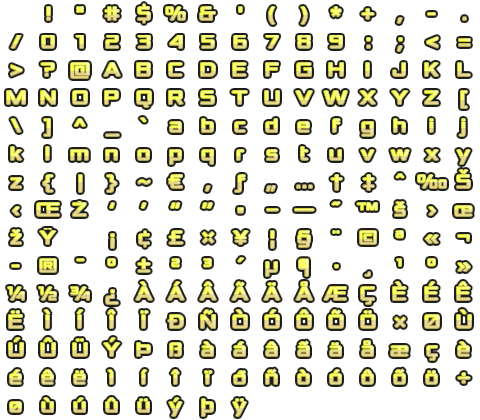 ! " # $ % & ' ( ) * + , - .
/ 0 1 2 3 4 5 6 7 8 9 : ; < =
> ? @ A B C D E F G H I J K L
M N O P Q R S T U V W X Y Z [
\ ] ^ _ ` a b c d e f g h i j
k l m n o p q r s t u v w x y
z { | } ~ € ‚ ƒ „ … † ‡ ˆ ‰ Š
‹ Œ Ž ‘ ’ “ ” • – — ˜ ™ š › œ
ž Ÿ ¡ ¢ £ ¤ ¥ ¦ § ¨ © ª « ¬
- ® ¯ ° ± ² ³ ´ µ ¶ · ¸ ¹ º »
¼ ½ ¾ ¿ À Á Â Ã Ä Å Æ Ç È É Ê
Ë Ì Í Î Ï Ð Ñ Ò Ó Ô Õ Ö × Ø Ù
Ú Û Ü Ý Þ ß à á â ã ä å æ ç è
é ê ë ì í î ï ð ñ ò ó ô õ ö ÷
ø ù ú û ü ý þ ÿ